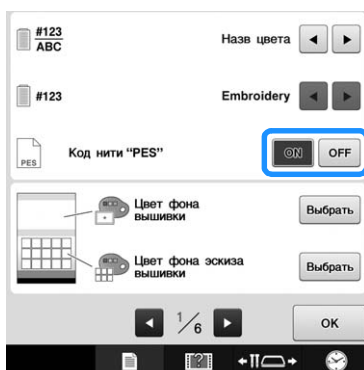 #123
ABC
Назв цвета
#123
Embroidery
PES
Код нити “PES”
ON
OFF
Цвет фона
вышивки
Выбрать
Цвет фона эскиза
вышивки
Выбрать
1/6
OK
?